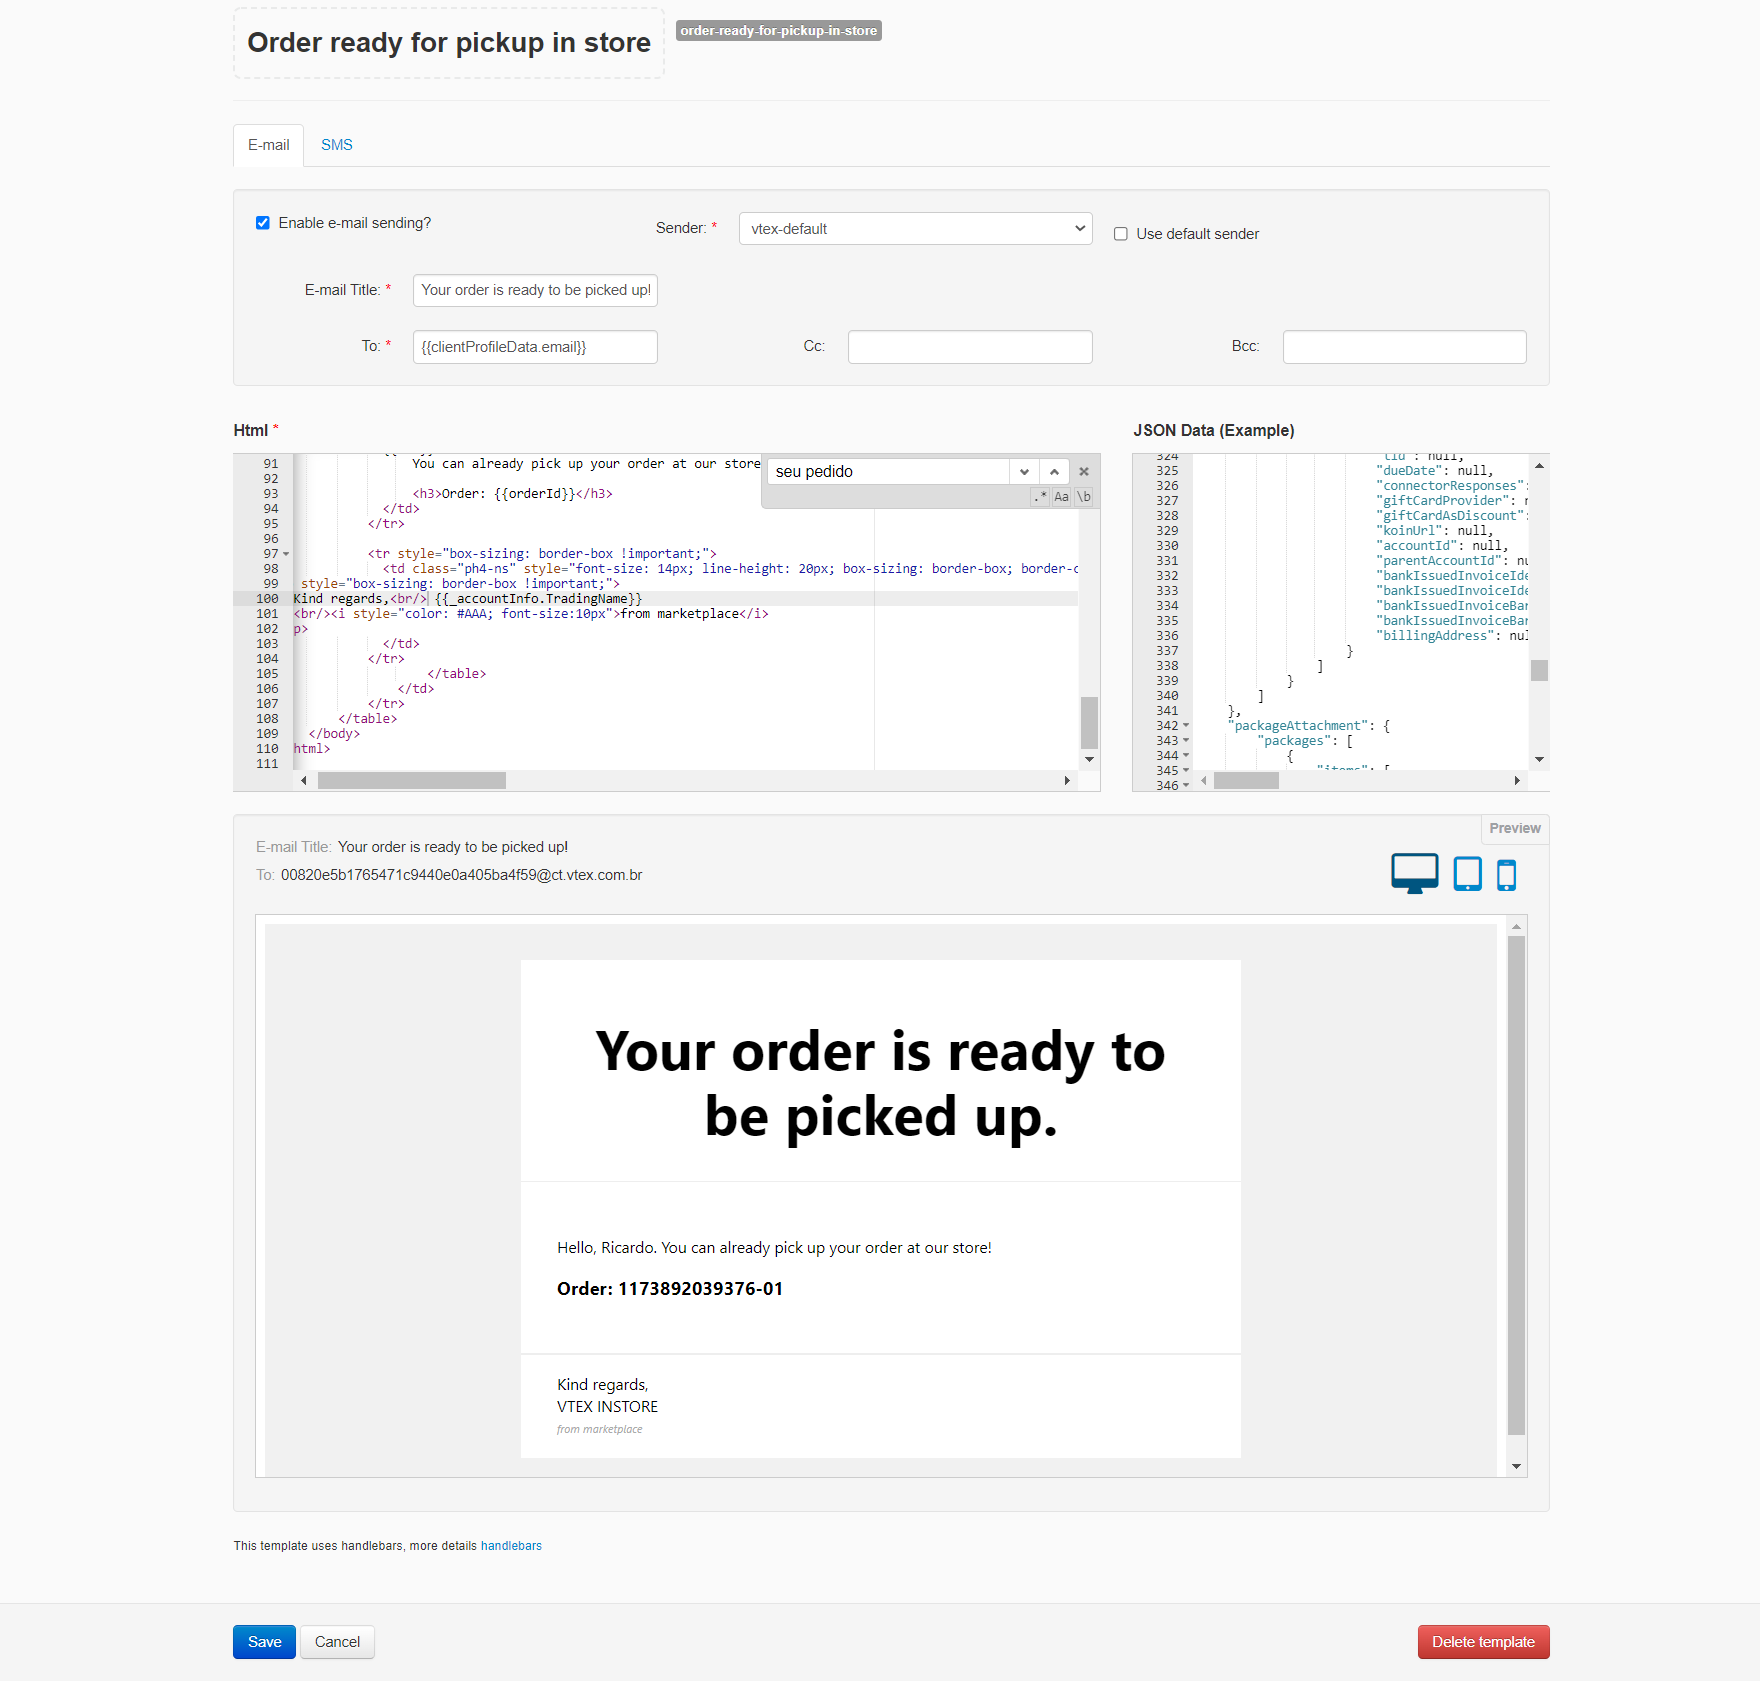 Order ready for pickup in store
order-ready-for-pickup-in-store
E-mail
SMS
Enable e-mail sending?
Sender: *
vtex-default
Use default sender
E-mail Title: *
Your order is ready to be picked up!
To: *
{{clientProfileData.email}}
Cc:
Bcc:
Html *
91 You can already pick up your order at our store
92
93 <h3>Order: {{orderId}}</h3>
94 </td>
95 </tr>
96
97 <tr style="box-sizing: border-box !important;">
98 <td class="ph4-ns" style="font-size: 14px; line-height: 20px; box-sizing: border-box; border-c
99 style="box-sizing: border-box !important;">
100 Kind regards,<br/> {{_accountInfo.TradingName}}
101 <br/><i style="color: #AAA; font-size:10px">from marketplace</i>
102 p>
103 </td>
104 </tr>
105 </table>
106 </td>
107 </tr>
108 </table>
109 </body>
110 html>
111
seu pedido
.* Aa \b
JSON Data (Example)
324 "tid": null,
325 "dueDate": null,
326 "connectorResponses":
327 "giftCardProvider": n
328 "giftCardAsDiscount":
329 "koinUrl": null,
330 "accountId": null,
331 "parentAccountId": nu
332 "bankIssuedInvoiceIde
333 "bankIssuedInvoiceIde
334 "bankIssuedInvoiceBar
335 "bankIssuedInvoiceBar
336 "billingAddress": nul
337 }
338 ]
339 }
340 ]
341 },
342 "packageAttachment": {
343 "packages": [
344 {
345 "items": [
346
Preview
E-mail Title: Your order is ready to be picked up!
To: 00820e5b1765471c9440e0a405ba4f59@ct.vtex.com.br
Your order is ready to
be picked up.
Hello, Ricardo. You can already pick up your order at our store!
Order: 1173892039376-01
Kind regards,
VTEX INSTORE
from marketplace
This template uses handlebars, more details handlebars
Save
Cancel
Delete template